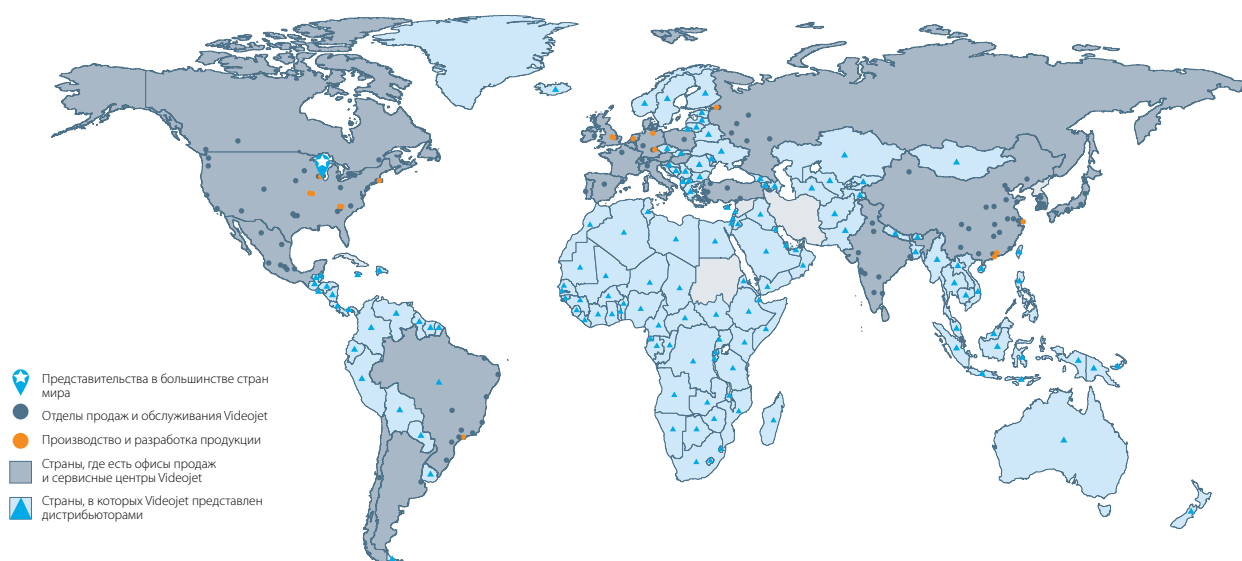 Представительства в большинстве стран
мира
Отделы продаж и обслуживания Videojet
Производство и разработка продукции
Страны, где есть офисы продаж
и сервисные центры Videojet
Страны, в которых Videojet представлен
дистрибьюторами